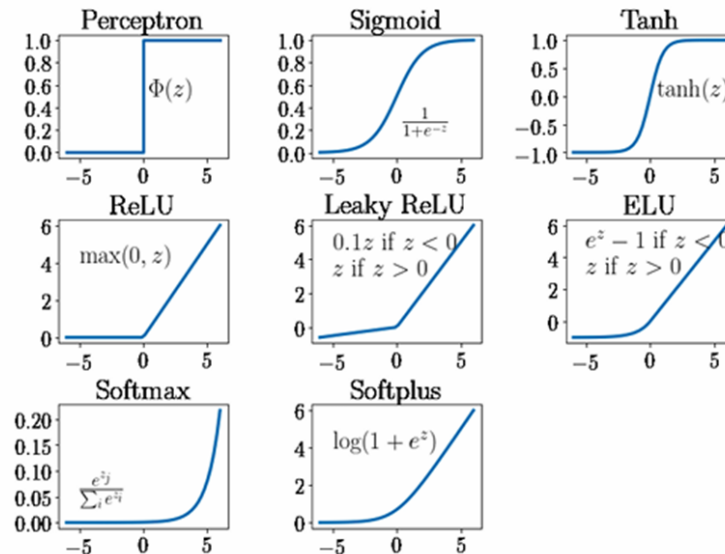 Perceptron
1.0
0.8
0.6
0.4
0.2
0.0
Φ(z)
−5 0 5
Sigmoid
1.0
0.8
0.6
0.4
0.2
0.0
1/(1+e^{−z})
−5 0 5
Tanh
1.0
0.5
0.0
−0.5
−1.0
tanh(z)
−5 0 5
ReLU
6
4
2
0
max(0, z)
−5 0 5
Leaky ReLU
6
4
2
0
0.1z if z < 0
z if z > 0
−5 0 5
ELU
6
4
2
0
e^z − 1 if z < 0
z if z > 0
−5 0 5
Softmax
0.20
0.15
0.10
0.05
0.00
e^{z_j}/∑_i e^{z_i}
−5 0 5
Softplus
6
4
2
0
log(1 + e^z)
−5 0 5